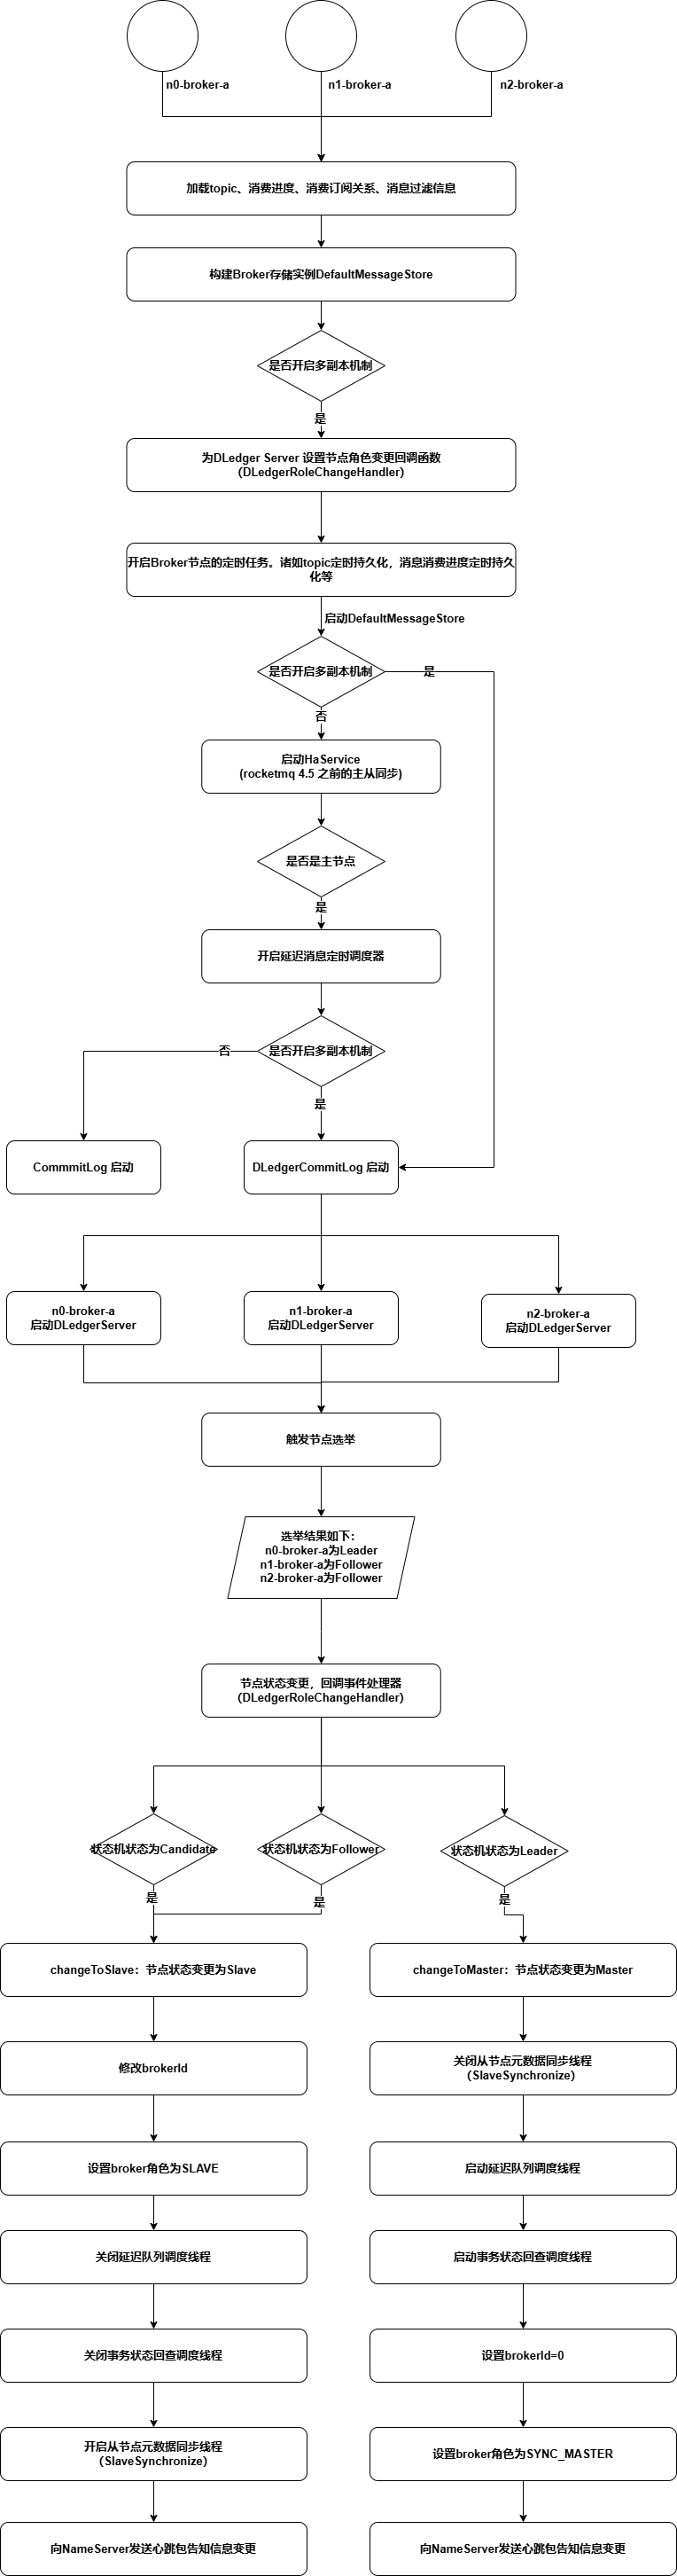 n0-broker-a
n1-broker-a
n2-broker-a
加载topic、消费进度、消费订阅关系、消息过滤信息
构建Broker存储实例DefaultMessageStore
是否开启多副本机制
是
为DLedger Server 设置节点角色变更回调函数
（DLedgerRoleChangeHandler）
开启Broker节点的定时任务。诸如topic定时持久化，消息消费进度定时持久
化等
启动DefaultMessageStore
是否开启多副本机制
是
否
启动HaService
(rocketmq 4.5 之前的主从同步)
是否是主节点
是
开启延迟消息定时调度器
否
是否开启多副本机制
是
CommmitLog 启动
DLedgerCommitLog 启动
n0-broker-a
启动DLedgerServer
n1-broker-a
启动DLedgerServer
n2-broker-a
启动DLedgerServer
触发节点选举
选举结果如下：
n0-broker-a为Leader
n1-broker-a为Follower
n2-broker-a为Follower
节点状态变更，回调事件处理器
（DLedgerRoleChangeHandler）
状态机状态为Candidate
状态机状态为Follower
状态机状态为Leader
是
是
是
changeToSlave：节点状态变更为Slave
changeToMaster：节点状态变更为Master
修改brokerId
关闭从节点元数据同步线程
（SlaveSynchronize）
设置broker角色为SLAVE
启动延迟队列调度线程
关闭延迟队列调度线程
启动事务状态回查调度线程
关闭事务状态回查调度线程
设置brokerId=0
开启从节点元数据同步线程
（SlaveSynchronize）
设置broker角色为SYNC_MASTER
向NameServer发送心跳包告知信息变更
向NameServer发送心跳包告知信息变更